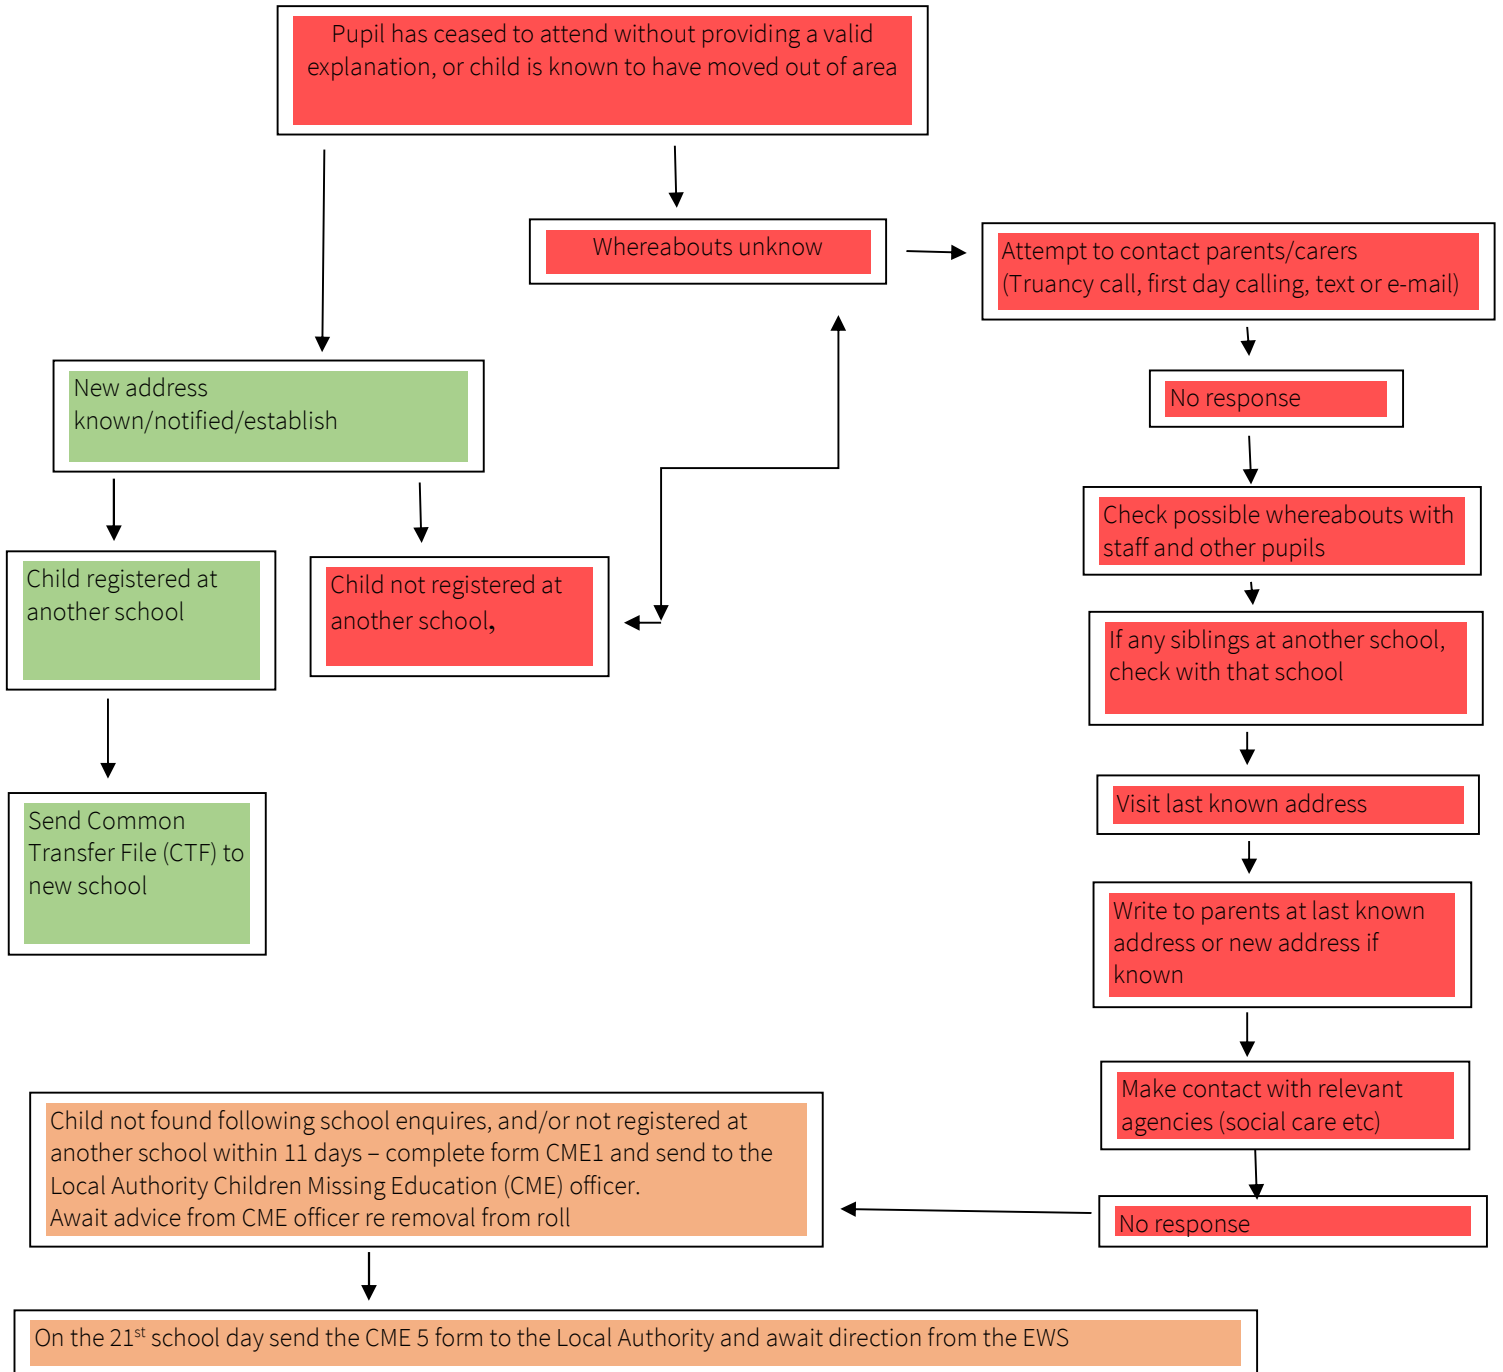 Pupil has ceased to attend without providing a valid
explanation, or child is known to have moved out of area
Whereabouts unknow
Attempt to contact parents/carers
(Truancy call, first day calling, text or e-mail)
New address
known/notified/establish
No response
Check possible whereabouts with
staff and other pupils
Child registered at
another school
Child not registered at
another school,
If any siblings at another school,
check with that school
Send Common
Transfer File (CTF) to
new school
Visit last known address
Write to parents at last known
address or new address if
known
Make contact with relevant
agencies (social care etc)
No response
Child not found following school enquires, and/or not registered at
another school within 11 days – complete form CME1 and send to the
Local Authority Children Missing Education (CME) officer.
Await advice from CME officer re removal from roll
On the 21st school day send the CME 5 form to the Local Authority and await direction from the EWS